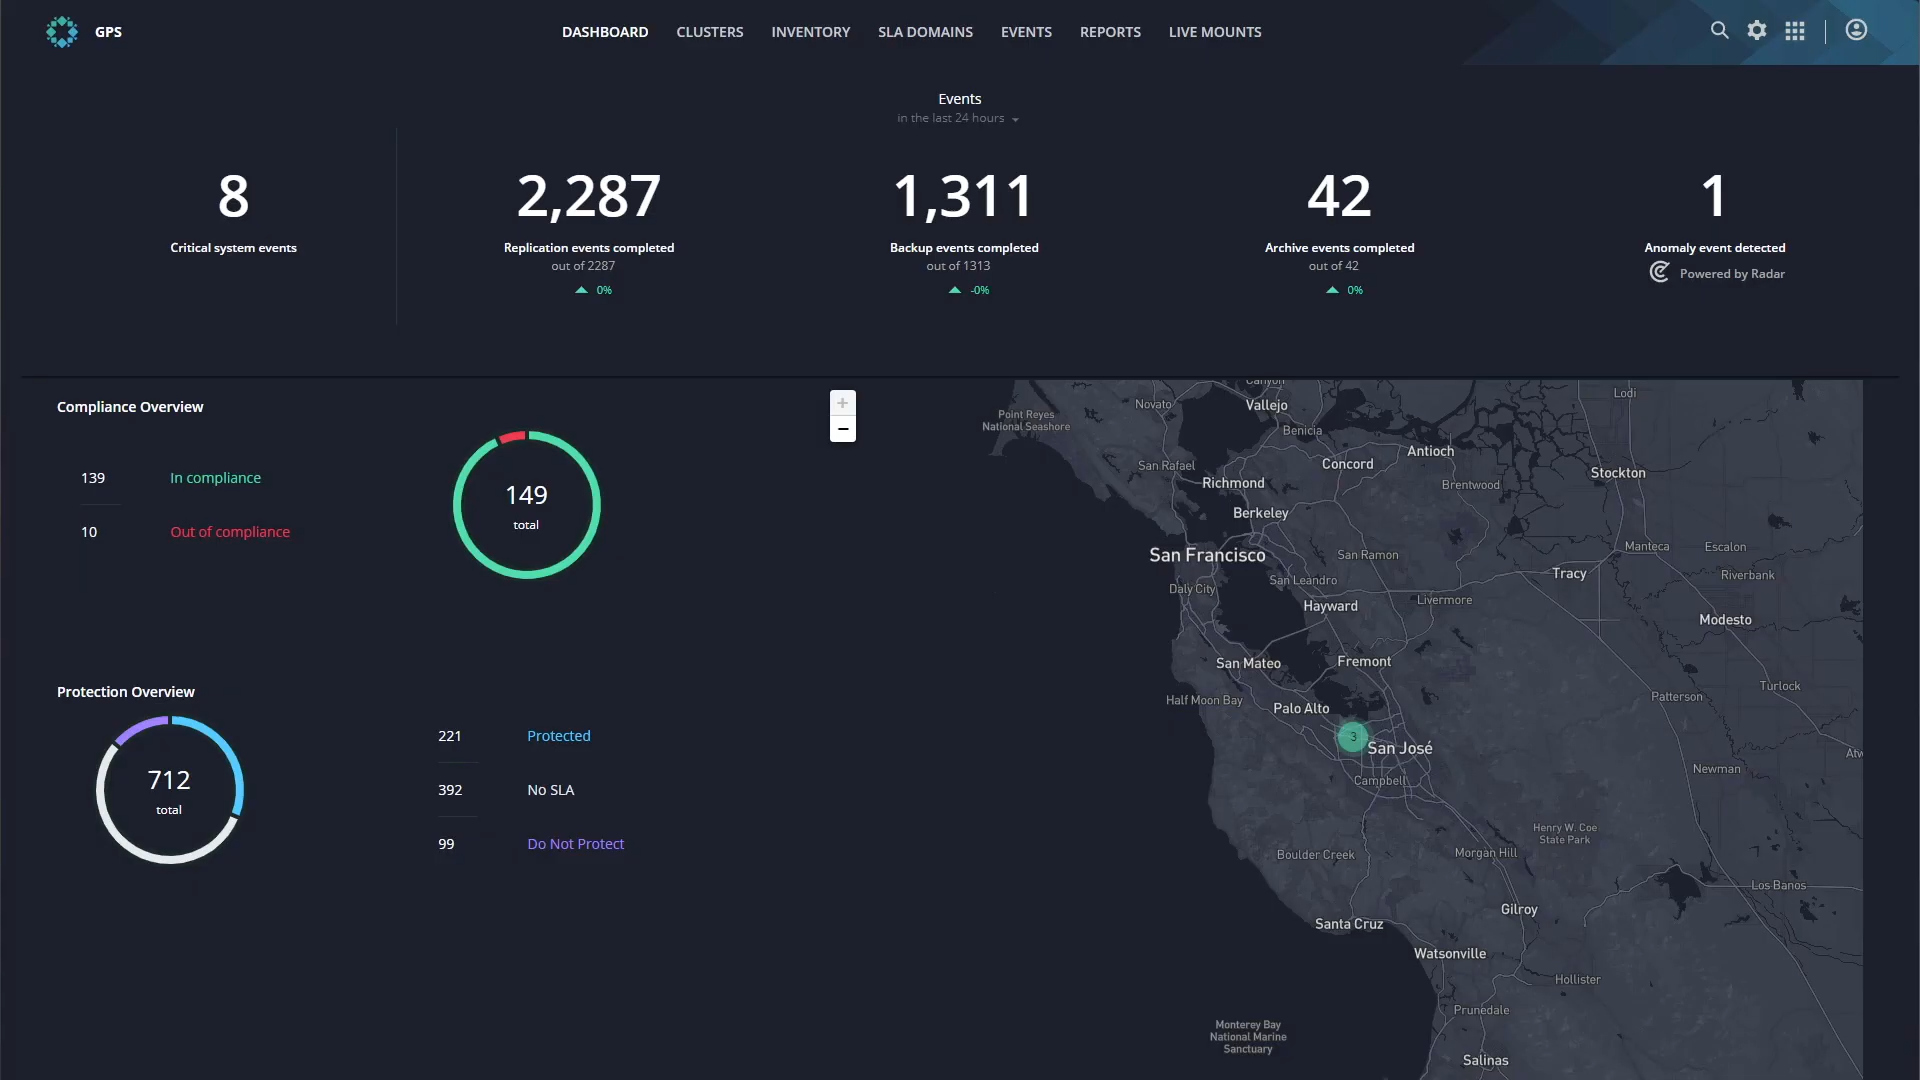 GPS
DASHBOARD
CLUSTERS
INVENTORY
SLA DOMAINS
EVENTS
REPORTS
LIVE MOUNTS
Events
in the last 24 hours
8
Critical system events
2,287
Replication events completed
out of 2287
0%
1,311
Backup events completed
out of 1313
-0%
42
Archive events completed
out of 42
0%
1
Anomaly event detected
Powered by Radar
Compliance Overview
139 In compliance
10 Out of compliance
149
total
Protection Overview
712
total
221 Protected
392 No SLA
99 Do Not Protect
+
−
Canyon
Lodi
Novato
Vallejo
Point Reyes
National Seashore
Benicia
Antioch
San Rafael
Concord
Stockton
Richmond
Brentwood
Berkeley
Manteca
Escalon
San Francisco
San Ramon
Tracy
Riverbank
San Leandro
Daly City
Livermore
Hayward
Modesto
San Mateo
Fremont
Turlock
Patterson
Half Moon Bay
Palo Alto
3
San José
Atw
Newman
Campbell
Henry W. Coe
State Park
Boulder Creek
Morgan Hill
Los Banos
Gilroy
Santa Cruz
Watsonville
Hollister
Prunedale
Monterey Bay
National Marine
Sanctuary
Salinas